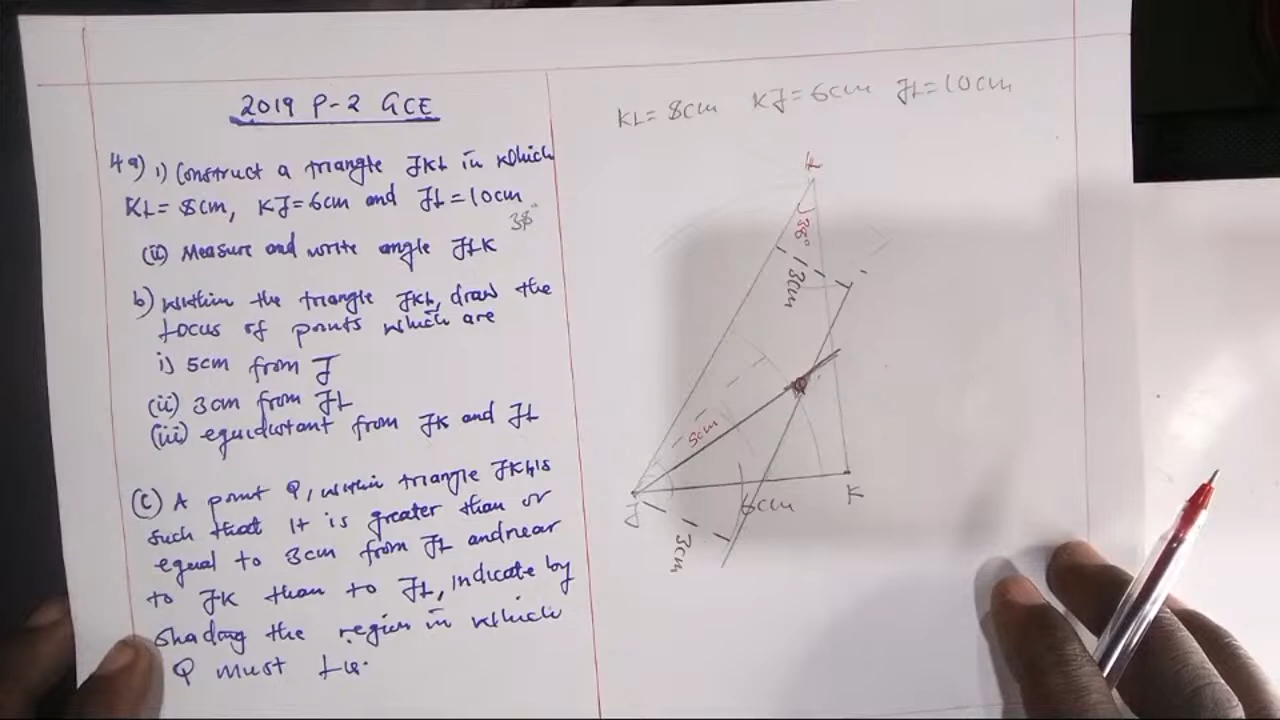 2019 P-2 GCE
4a) i) Construct a triangle JKL in which
KL = 8cm, KJ = 6cm and JL = 10cm
38°
(ii) Measure and write angle JLK
b) within the triangle JKL, draw the
locus of points which are
i) 5cm from J
(ii) 3cm from JL
(iii) equidistant from JK and JL
(c) A point Q, within triangle JKL, is
such that it is greater than or
equal to 3cm from JL and near
to JK than to JL, indicate by
shading the region in which
Q must lie.
KL = 8cm KJ = 6cm JL = 10cm
L
38°
3cm
5cm
J
6cm
K
3cm